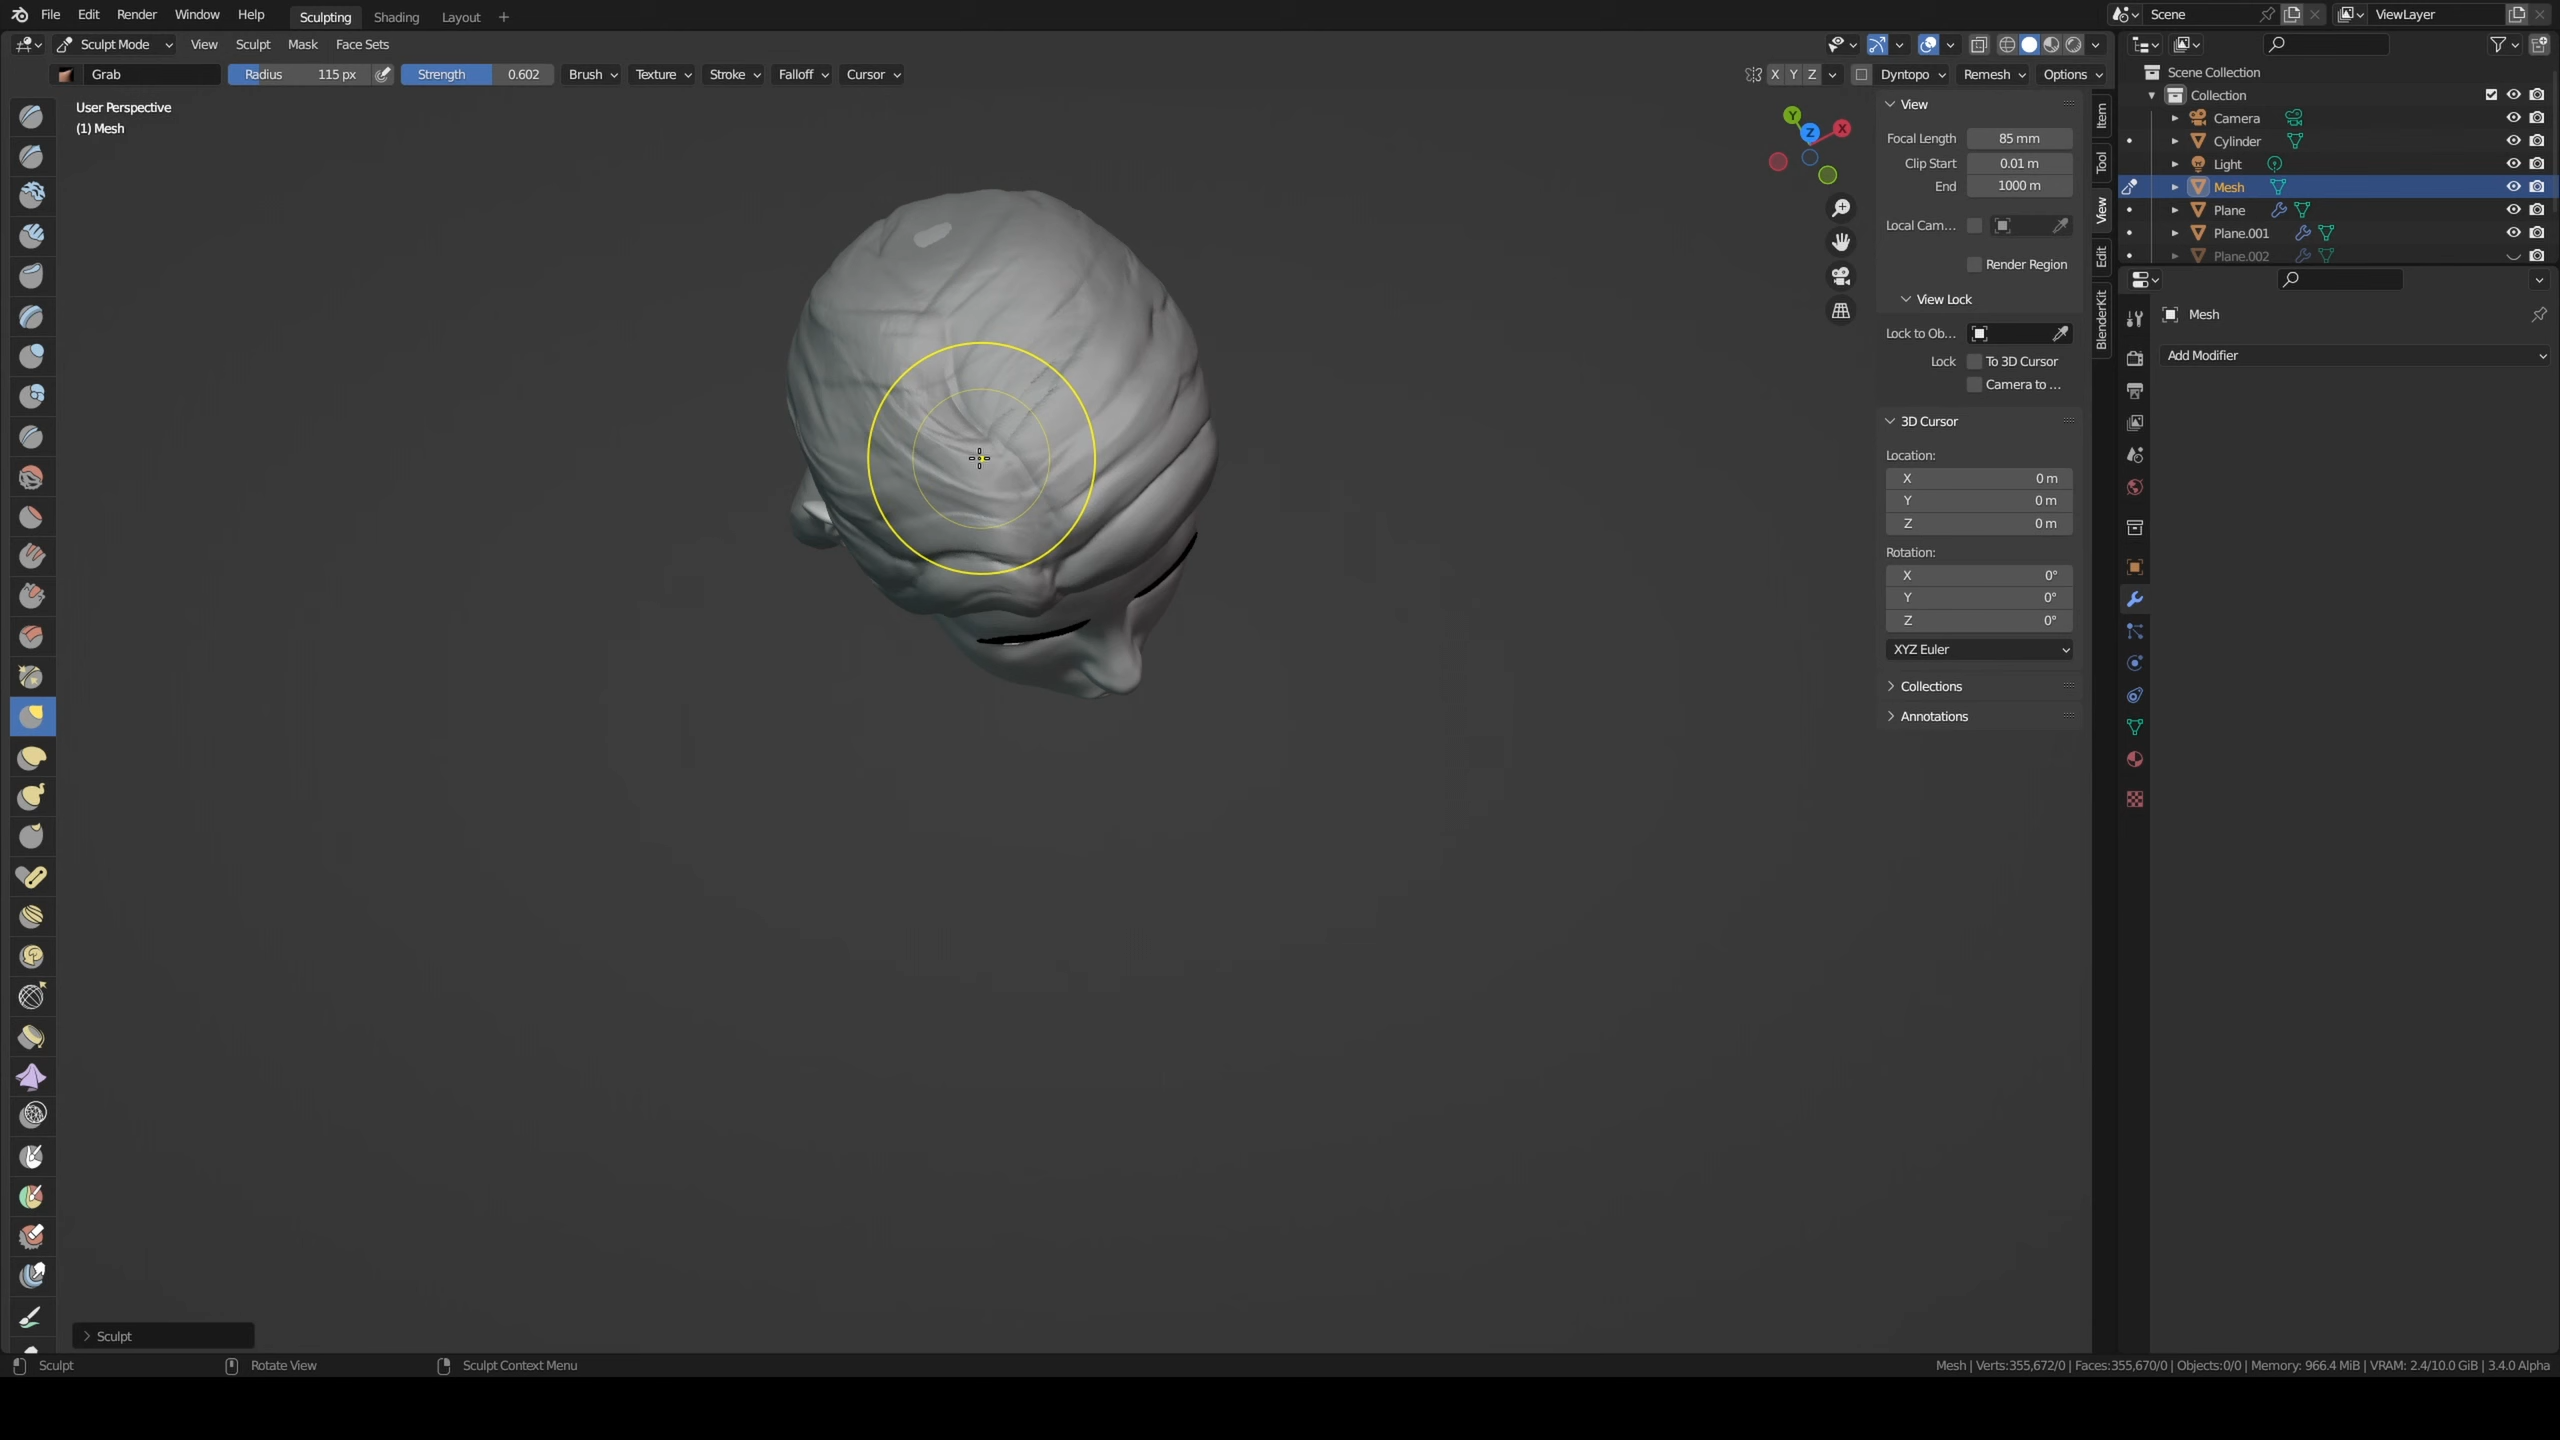 File Edit Render Window Help Sculpting Shading Layout + Scene ViewLayer
Sculpt Mode View Sculpt Mask Face Sets
Grab Radius 115 px Strength 0.602 Brush Texture Stroke Falloff Cursor X Y Z Dyntopo Remesh Options
User Perspective
(1) Mesh
Y
Z
X
View
Focal Length 85 mm
Clip Start 0.01 m
End 1000 m
Local Cam...
Render Region
View Lock
Lock to Ob...
Lock To 3D Cursor
Camera to ...
3D Cursor
Location:
X 0 m
Y 0 m
Z 0 m
Rotation:
X 0°
Y 0°
Z 0°
XYZ Euler
Collections
Annotations
Item
Tool
View
Edit
BlenderKit
Scene Collection
Collection
Camera
Cylinder
Light
Mesh
Plane
Plane.001
Plane.002
Mesh
Add Modifier
Sculpt
Sculpt Rotate View Sculpt Context Menu Mesh | Verts:355,672/0 | Faces:355,670/0 | Objects:0/0 | Memory: 966.4 MiB | VRAM: 2.4/10.0 GiB | 3.4.0 Alpha